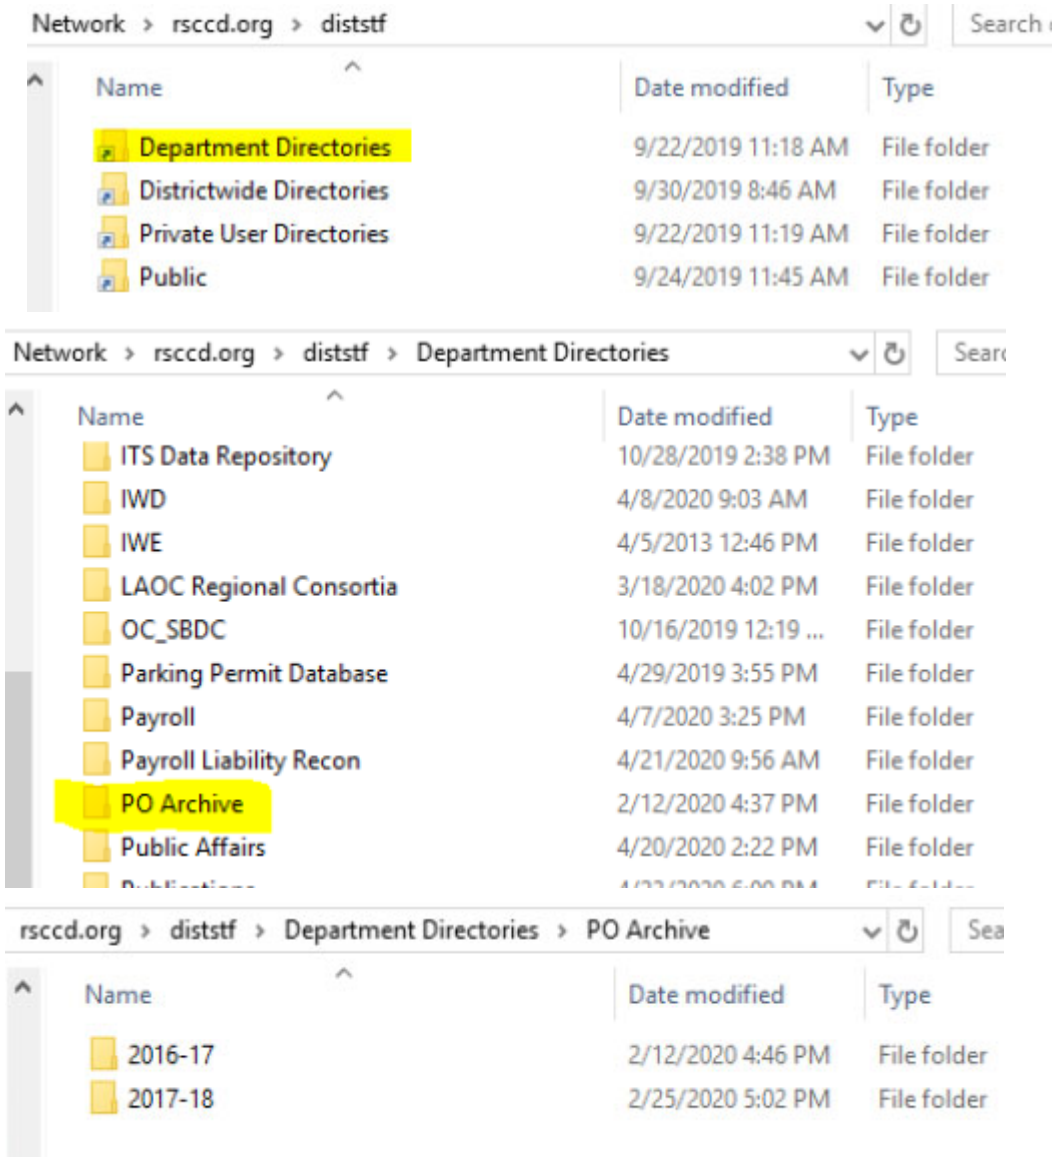 Network > rsccd.org > diststf Search
Name Date modified Type
Department Directories 9/22/2019 11:18 AM File folder
Districtwide Directories 9/30/2019 8:46 AM File folder
Private User Directories 9/22/2019 11:19 AM File folder
Public 9/24/2019 11:45 AM File folder
Network > rsccd.org > diststf > Department Directories
Name Date modified Type
ITS Data Repository 10/28/2019 2:38 PM File folder
IWD 4/8/2020 9:03 AM File folder
IWE 4/5/2013 12:46 PM File folder
LAOC Regional Consortia 3/18/2020 4:02 PM File folder
OC_SBDC 10/16/2019 12:19 ... File folder
Parking Permit Database 4/29/2019 3:55 PM File folder
Payroll 4/7/2020 3:25 PM File folder
Payroll Liability Recon 4/21/2020 9:56 AM File folder
PO Archive 2/12/2020 4:37 PM File folder
Public Affairs 4/20/2020 2:22 PM File folder
rsccd.org > diststf > Department Directories > PO Archive
Name Date modified Type
2016-17 2/12/2020 4:46 PM File folder
2017-18 2/25/2020 5:02 PM File folder